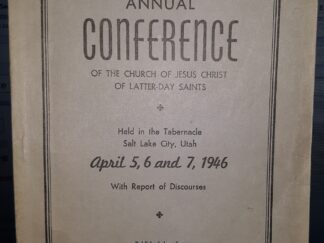 ANNUAL
CONFERENCE
OF THE CHURCH OF JESUS CHRIST
OF LATTER-DAY SAINTS
Held in the Tabernacle
Salt Lake City, Utah
April 5, 6 and 7, 1946
With Report of Discourses